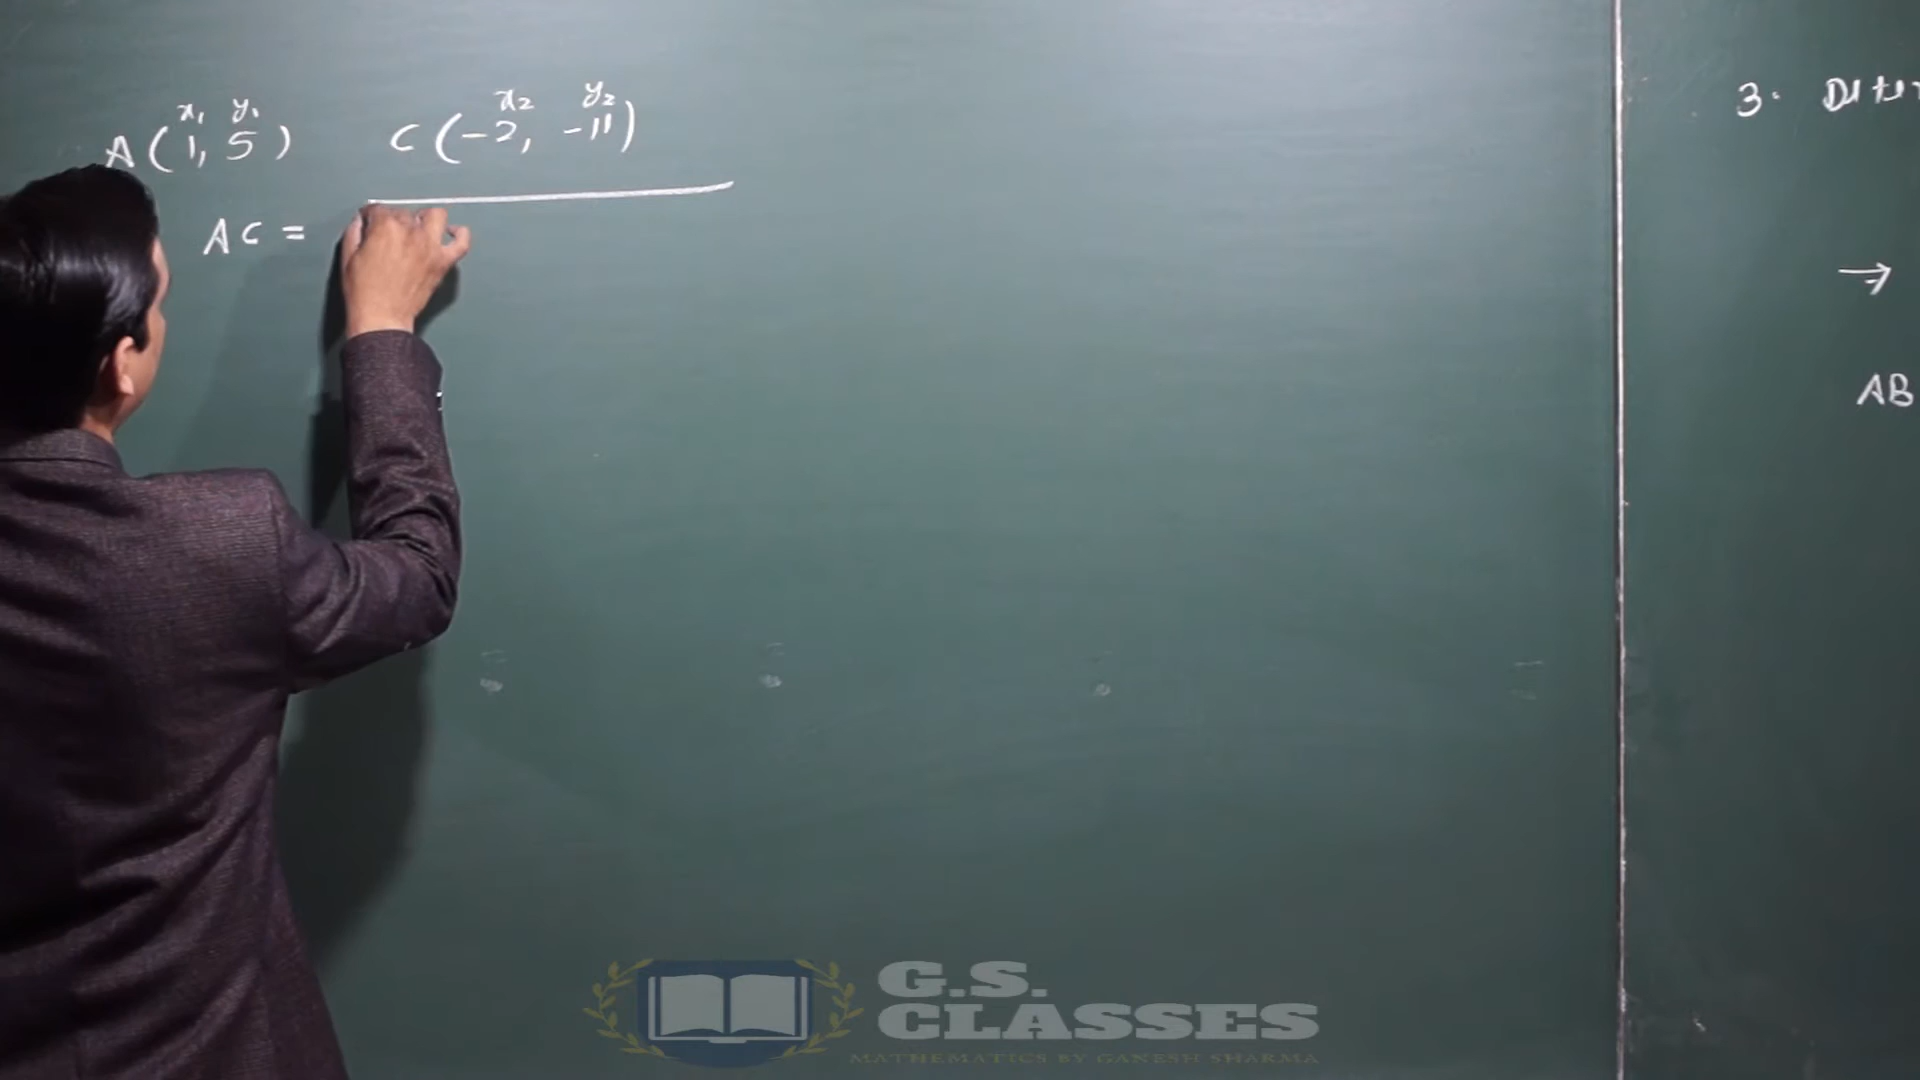 x₁ y₁ x₂ y₂
A(1, 5) C(-2, -11)
AC =
3.
→
AB
G.S.
CLASSES
MATHEMATICS BY GANESH SHARMA